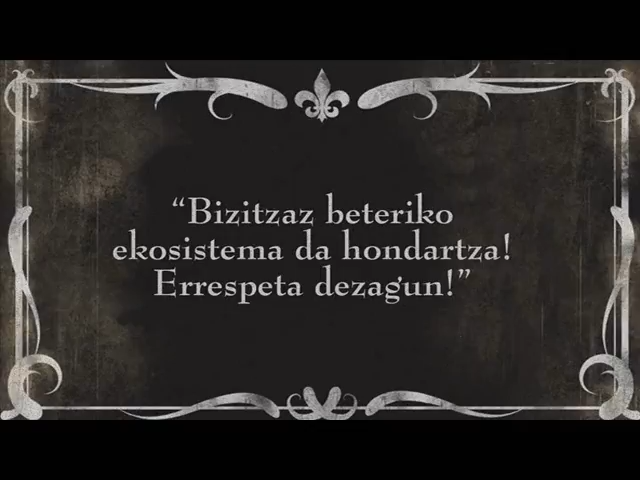 “Bizitzaz beteriko
ekosistema da hondartza!
Errespeta dezagun!”